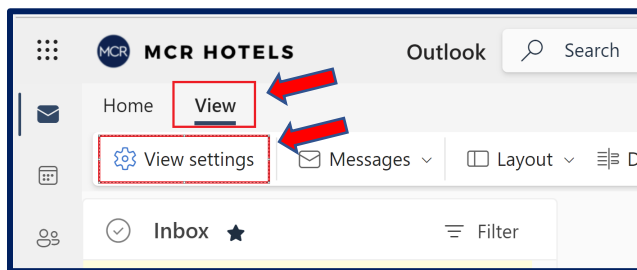 MCR MCR HOTELS Outlook Search
Home View
View settings Messages Layout D
Inbox Filter